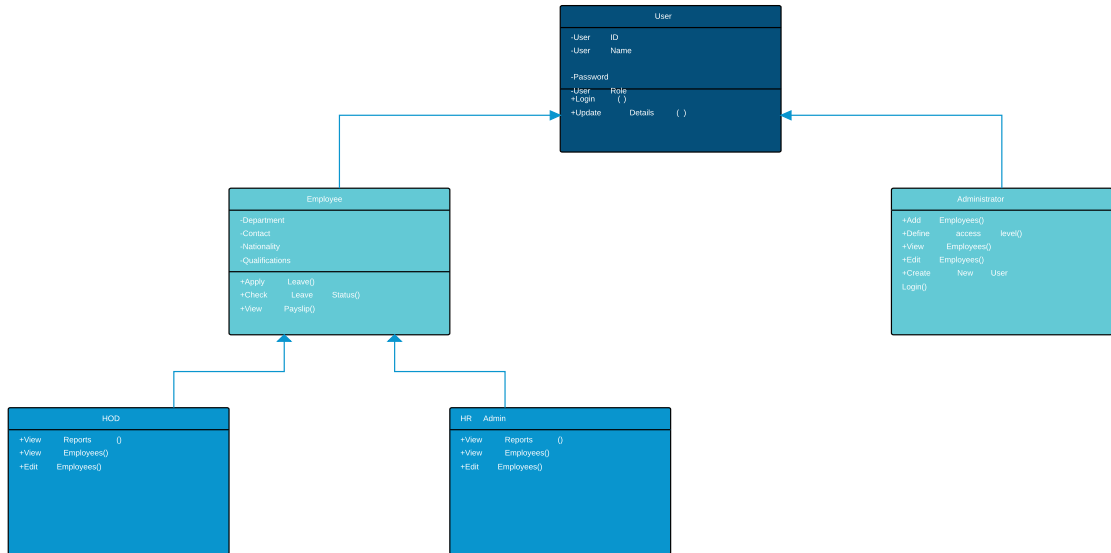 User
-User ID
-User Name
-Password
-User Role
+Login ( )
+Update Details ( )
Employee
-Department
-Contact
-Nationality
-Qualifications
+Apply Leave()
+Check Leave Status()
+View Payslip()
Administrator
+Add Employees()
+Define access level()
+View Employees()
+Edit Employees()
+Create New User
Login()
HOD
+View Reports ()
+View Employees()
+Edit Employees()
HR Admin
+View Reports ()
+View Employees()
+Edit Employees()